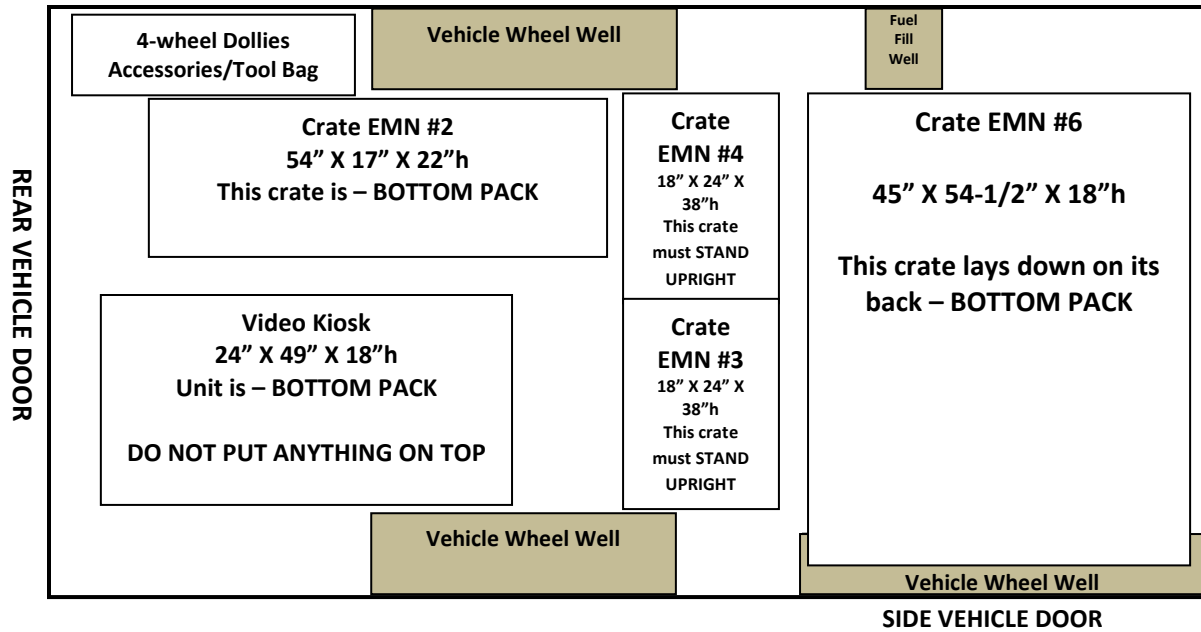 4-wheel Dollies
Accessories/Tool Bag
Vehicle Wheel Well
Fuel
Fill
Well
Crate EMN #2
54” X 17” X 22”h
This crate is – BOTTOM PACK
Crate
EMN #4
18” X 24” X
38”h
This crate
must STAND
UPRIGHT
Crate EMN #6
45” X 54-1/2” X 18”h
This crate lays down on its
back – BOTTOM PACK
REAR VEHICLE DOOR
Video Kiosk
24” X 49” X 18”h
Unit is – BOTTOM PACK
DO NOT PUT ANYTHING ON TOP
Crate
EMN #3
18” X 24” X
38”h
This crate
must STAND
UPRIGHT
Vehicle Wheel Well
Vehicle Wheel Well
SIDE VEHICLE DOOR